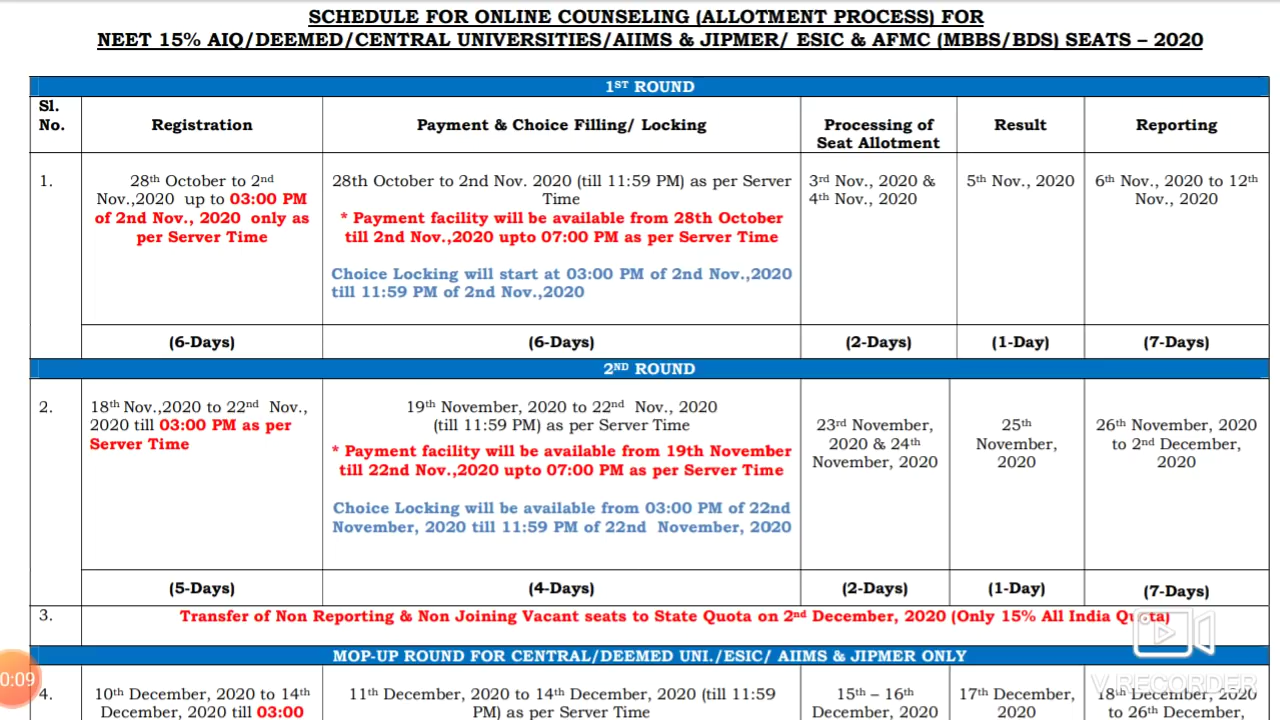 SCHEDULE FOR ONLINE COUNSELING (ALLOTMENT PROCESS) FOR
NEET 15% AIQ/DEEMED/CENTRAL UNIVERSITIES/AIIMS & JIPMER/ ESIC & AFMC (MBBS/BDS) SEATS – 2020
1ST ROUND
Sl.
No.
Registration
Payment & Choice Filling/ Locking
Processing of
Seat Allotment
Result
Reporting
1.
28th October to 2nd
Nov.,2020 up to 03:00 PM
of 2nd Nov., 2020 only as
per Server Time
28th October to 2nd Nov. 2020 (till 11:59 PM) as per Server
Time
* Payment facility will be available from 28th October
till 2nd Nov.,2020 upto 07:00 PM as per Server Time
Choice Locking will start at 03:00 PM of 2nd Nov.,2020
till 11:59 PM of 2nd Nov.,2020
3rd Nov., 2020 &
4th Nov., 2020
5th Nov., 2020
6th Nov., 2020 to 12th
Nov., 2020
(6-Days)
(6-Days)
(2-Days)
(1-Day)
(7-Days)
2ND ROUND
2.
18th Nov.,2020 to 22nd Nov.,
2020 till 03:00 PM as per
Server Time
19th November, 2020 to 22nd Nov., 2020
(till 11:59 PM) as per Server Time
* Payment facility will be available from 19th November
till 22nd Nov.,2020 upto 07:00 PM as per Server Time
Choice Locking will be available from 03:00 PM of 22nd
November, 2020 till 11:59 PM of 22nd November, 2020
23rd November,
2020 & 24th
November, 2020
25th
November,
2020
26th November, 2020
to 2nd December,
2020
(5-Days)
(4-Days)
(2-Days)
(1-Day)
(7-Days)
3.
Transfer of Non Reporting & Non Joining Vacant seats to State Quota on 2nd December, 2020 (Only 15% All India Quota)
MOP-UP ROUND FOR CENTRAL/DEEMED UNI./ESIC/ AIIMS & JIPMER ONLY
4.
10th December, 2020 to 14th
December, 2020 till 03:00
11th December, 2020 to 14th December, 2020 (till 11:59
PM) as per Server Time
15th – 16th
December, 2020
17th December,
2020
18th December, 2020
to 26th December,
0:09
V RECORDER